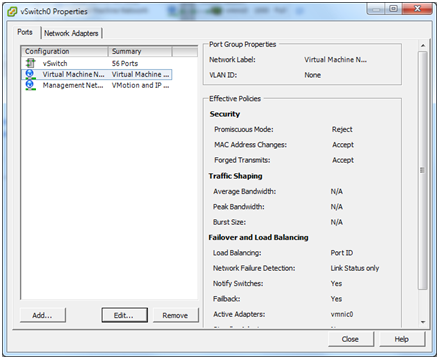 vSwitch0 Properties
Ports Network Adapters
Configuration Summary
vSwitch 56 Ports
Virtual Machine N... Virtual Machine ...
Management Net... VMotion and IP ...
Add... Edit... Remove
Port Group Properties
Network Label: Virtual Machine N...
VLAN ID: None
Effective Policies
Security
Promiscuous Mode: Reject
MAC Address Changes: Accept
Forged Transmits: Accept
Traffic Shaping
Average Bandwidth: N/A
Peak Bandwidth: N/A
Burst Size: N/A
Failover and Load Balancing
Load Balancing: Port ID
Network Failure Detection: Link Status only
Notify Switches: Yes
Failback: Yes
Active Adapters: vmnic0
Close Help